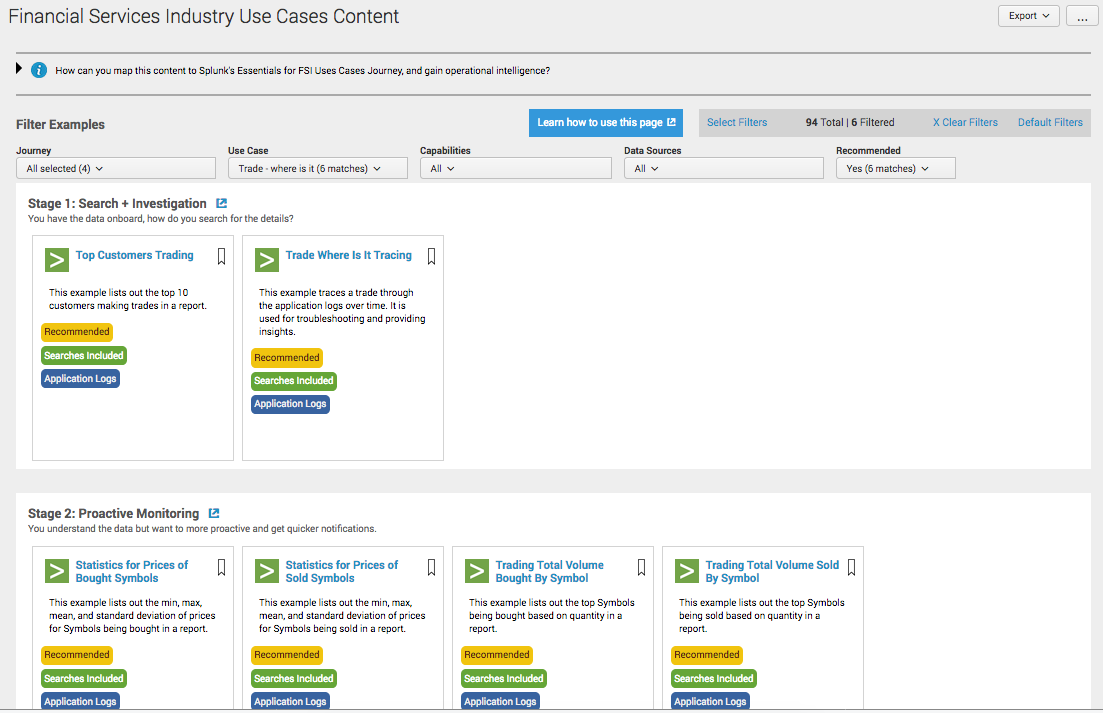 Financial Services Industry Use Cases Content
Export
...
How can you map this content to Splunk's Essentials for FSI Uses Cases Journey, and gain operational intelligence?
Filter Examples
Learn how to use this page
Select Filters
94 Total | 6 Filtered
X Clear Filters
Default Filters
Journey
Use Case
Capabilities
Data Sources
Recommended
All selected (4)
Trade - where is it (6 matches)
All
All
Yes (6 matches)
Stage 1: Search + Investigation
You have the data onboard, how do you search for the details?
Top Customers Trading
This example lists out the top 10
customers making trades in a report.
Recommended
Searches Included
Application Logs
Trade Where Is It Tracing
This example traces a trade through
the application logs over time. It is
used for troubleshooting and providing
insights.
Recommended
Searches Included
Application Logs
Stage 2: Proactive Monitoring
You understand the data but want to more proactive and get quicker notifications.
Statistics for Prices of
Bought Symbols
This example lists out the min, max,
mean, and standard deviation of prices
for Symbols being bought in a report.
Recommended
Searches Included
Application Logs
Statistics for Prices of
Sold Symbols
This example lists out the min, max,
mean, and standard deviation of prices
for Symbols being sold in a report.
Recommended
Searches Included
Application Logs
Trading Total Volume
Bought By Symbol
This example lists out the top Symbols
being bought based on quantity in a
report.
Recommended
Searches Included
Application Logs
Trading Total Volume Sold
By Symbol
This example lists out the top Symbols
being sold based on quantity in a
report.
Recommended
Searches Included
Application Logs